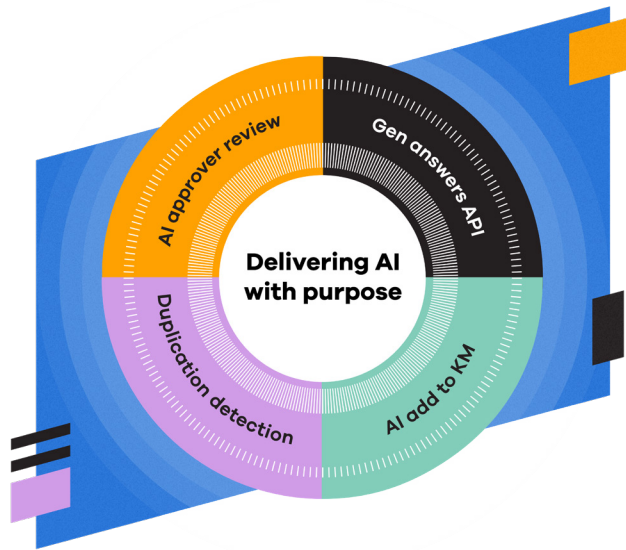 AI approver review
Gen answers API
Delivering AI
with purpose
Duplication detection
AI add to KM